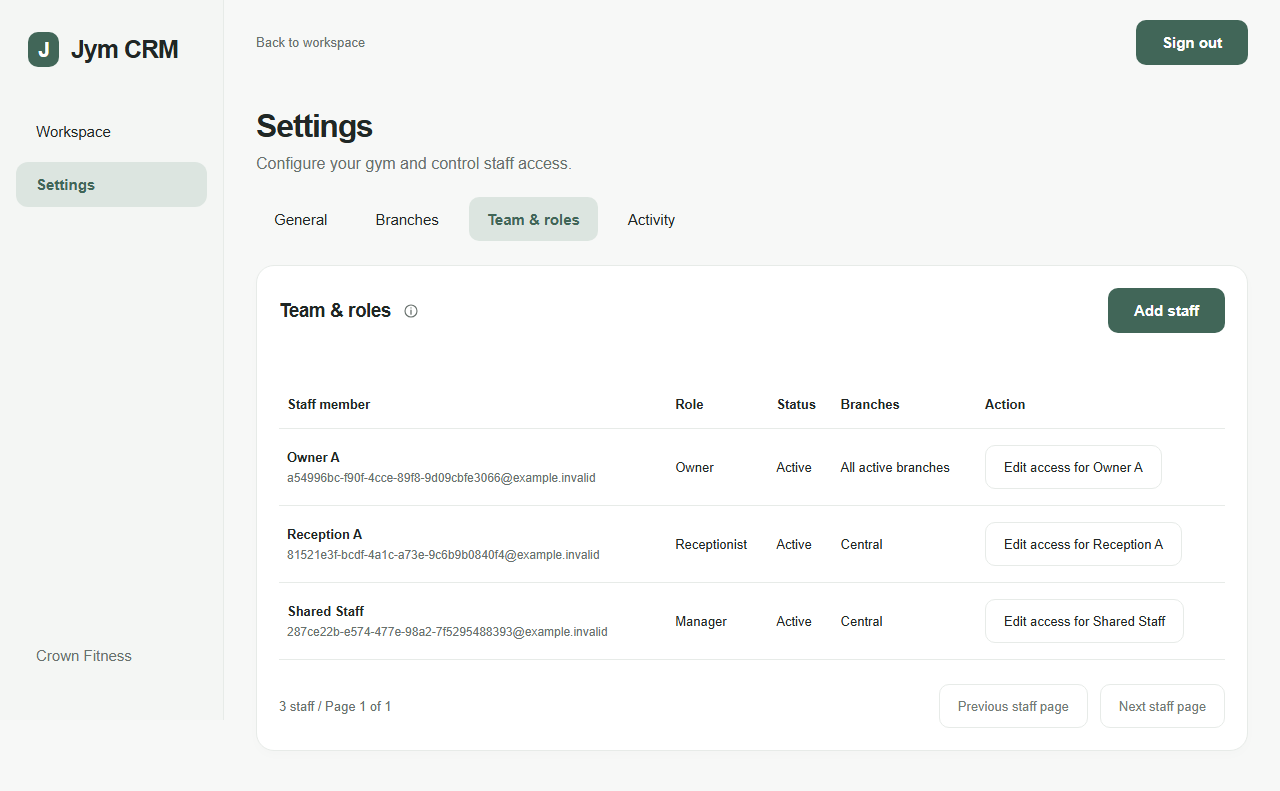 J Jym CRM
Back to workspace
Sign out
Workspace
Settings
Settings
Configure your gym and control staff access.
General Branches Team & roles Activity
Team & roles
Add staff
Staff member Role Status Branches Action
Owner A
a54996bc-f90f-4cce-89f8-9d09cbfe3066@example.invalid
Owner Active All active branches Edit access for Owner A
Reception A
81521e3f-bcdf-4a1c-a73e-9c6b9b0840f4@example.invalid
Receptionist Active Central Edit access for Reception A
Shared Staff
287ce22b-e574-477e-98a2-7f5295488393@example.invalid
Manager Active Central Edit access for Shared Staff
Crown Fitness
3 staff / Page 1 of 1
Previous staff page Next staff page